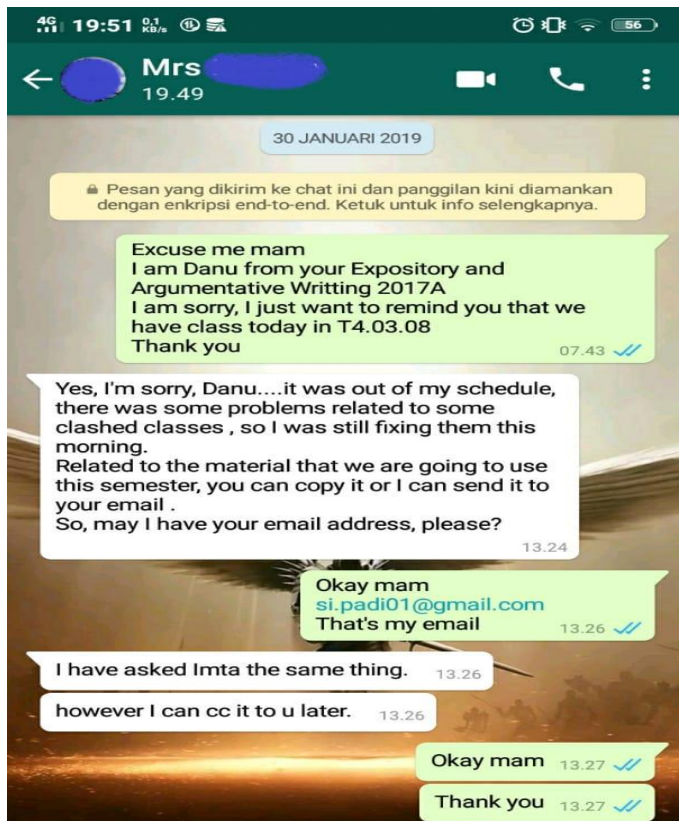 4G 19:51 0,1 KB/s 56
Mrs
19.49
30 JANUARI 2019
Pesan yang dikirim ke chat ini dan panggilan kini diamankan
dengan enkripsi end-to-end. Ketuk untuk info selengkapnya.
Excuse me mam
I am Danu from your Expository and
Argumentative Writting 2017A
I am sorry, I just want to remind you that we
have class today in T4.03.08
Thank you
07.43
Yes, I'm sorry, Danu....it was out of my schedule,
there was some problems related to some
clashed classes , so I was still fixing them this
morning.
Related to the material that we are going to use
this semester, you can copy it or I can send it to
your email .
So, may I have your email address, please?
13.24
Okay mam
si.padi01@gmail.com
That's my email 13.26
I have asked Imta the same thing. 13.26
however I can cc it to u later. 13.26
Okay mam 13.27
Thank you 13.27